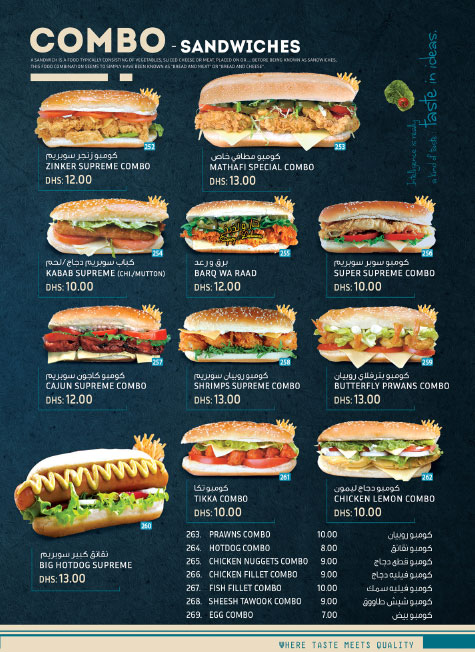 COMBO - SANDWICHES
A SANDWICH IS A FOOD TYPICALLY CONSISTING OF VEGETABLES, SLICED CHEESE OR MEAT, PLACED ON OR... BEFORE BEING KNOWN AS SANDWICHES,
THIS FOOD COMBINATION SEEMS TO SIMPLY HAVE BEEN KNOWN AS "BREAD AND MEAT" OR "BREAD AND CHEESE"
taste in ideas.
252
كومبو زنجر سوبريم
ZINKER SUPREME COMBO
DHS: 12.00
253
كومبو مطافي خاص
MATHAFI SPECIAL COMBO
DHS: 13.00
254
كباب سوبريم دجاج/لحم
KABAB SUPREME (CHI./MUTTON)
DHS: 10.00
255
برق و رعد
BARQ WA RAAD
DHS: 12.00
256
كومبو سوبر سوبريم
SUPER SUPREME COMBO
DHS: 10.00
257
كومبو كاجون سوبريم
CAJUN SUPREME COMBO
DHS: 12.00
258
كومبو روبيان سوبريم
SHRIMPS SUPREME COMBO
DHS: 13.00
259
كومبو بترفلاي روبيان
BUTTERFLY PRWANS COMBO
DHS: 13.00
260
نقانق كبير سوبريم
BIG HOTDOG SUPREME
DHS: 13.00
261
كومبو تكا
TIKKA COMBO
DHS: 10.00
262
كومبو دجاج ليمون
CHICKEN LEMON COMBO
DHS: 10.00
263. PRAWNS COMBO 10.00 كومبو روبيان
264. HOTDOG COMBO 8.00 كومبو نقانق
265. CHICKEN NUGGETS COMBO 9.00 كومبو قطع دجاج
266. CHICKEN FILLET COMBO 9.00 كومبو فيليه دجاج
267. FISH FILLET COMBO 10.00 كومبو فيليه سمك
268. SHEESH TAWOOK COMBO 9.00 كومبو شيش طاووق
269. EGG COMBO 7.00 كومبو بيض
WHERE TASTE MEETS QUALITY